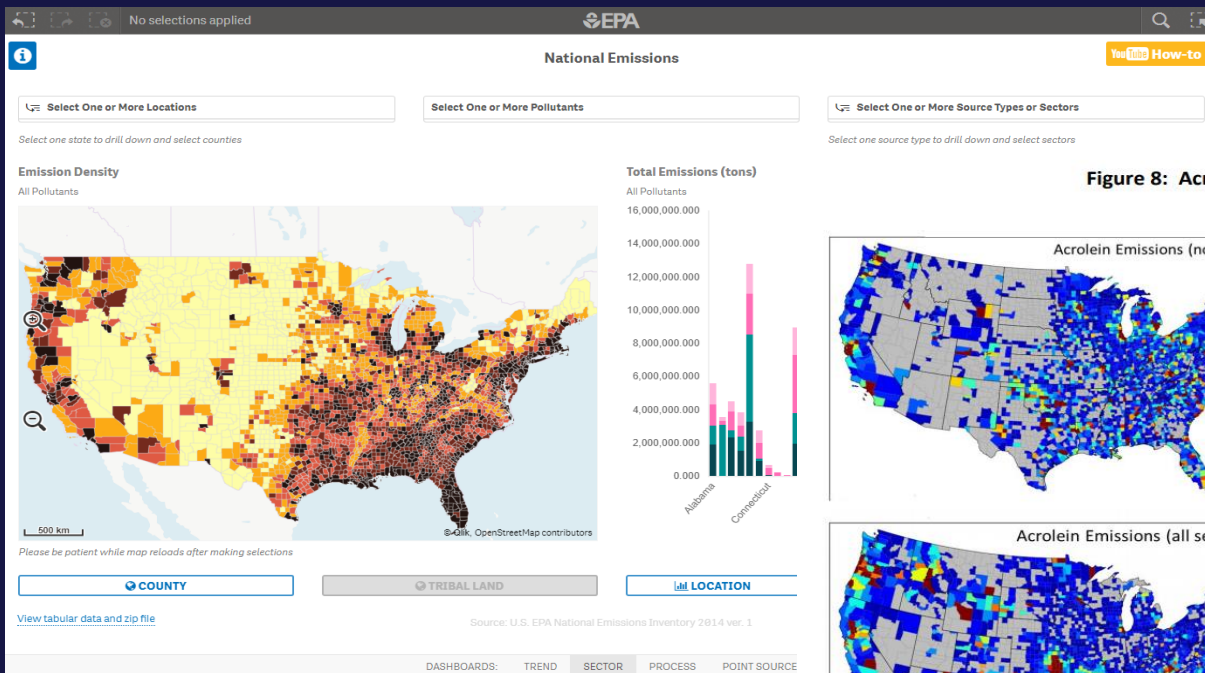 No selections applied
EPA
National Emissions
YouTube How-to
Select One or More Locations
Select One or More Pollutants
Select One or More Source Types or Sectors
Select one state to drill down and select counties
Select one source type to drill down and select sectors
Emission Density
All Pollutants
500 km
© Qlik, OpenStreetMap contributors
Please be patient while map reloads after making selections
COUNTY
TRIBAL LAND
View tabular data and zip file
Source: U.S. EPA National Emissions Inventory 2014 ver. 1
Total Emissions (tons)
All Pollutants
16,000,000.000
14,000,000.000
12,000,000.000
10,000,000.000
8,000,000.000
6,000,000.000
4,000,000.000
2,000,000.000
0.000
Alabama
Connecticut
LOCATION
DASHBOARDS: TREND SECTOR PROCESS POINT SOURCE
Figure 8: Acr
Acrolein Emissions (no
Acrolein Emissions (all se